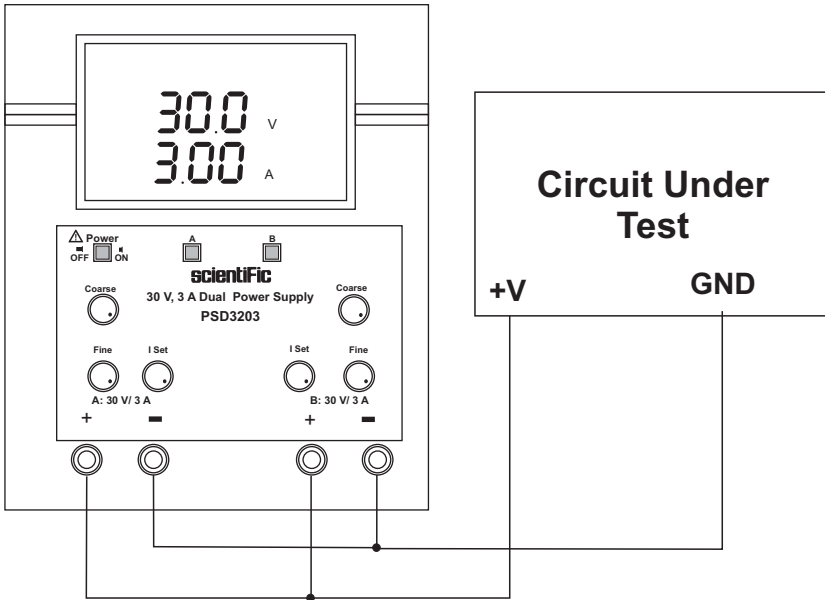 30.0 V
3.00 A
Power
OFF ON
A
B
scientiFic
30 V, 3 A Dual Power Supply
PSD3203
Coarse
Coarse
Fine
I Set
I Set
Fine
A: 30 V/ 3 A
B: 30 V/ 3 A
+ −
+ −
Circuit Under
Test
+V
GND